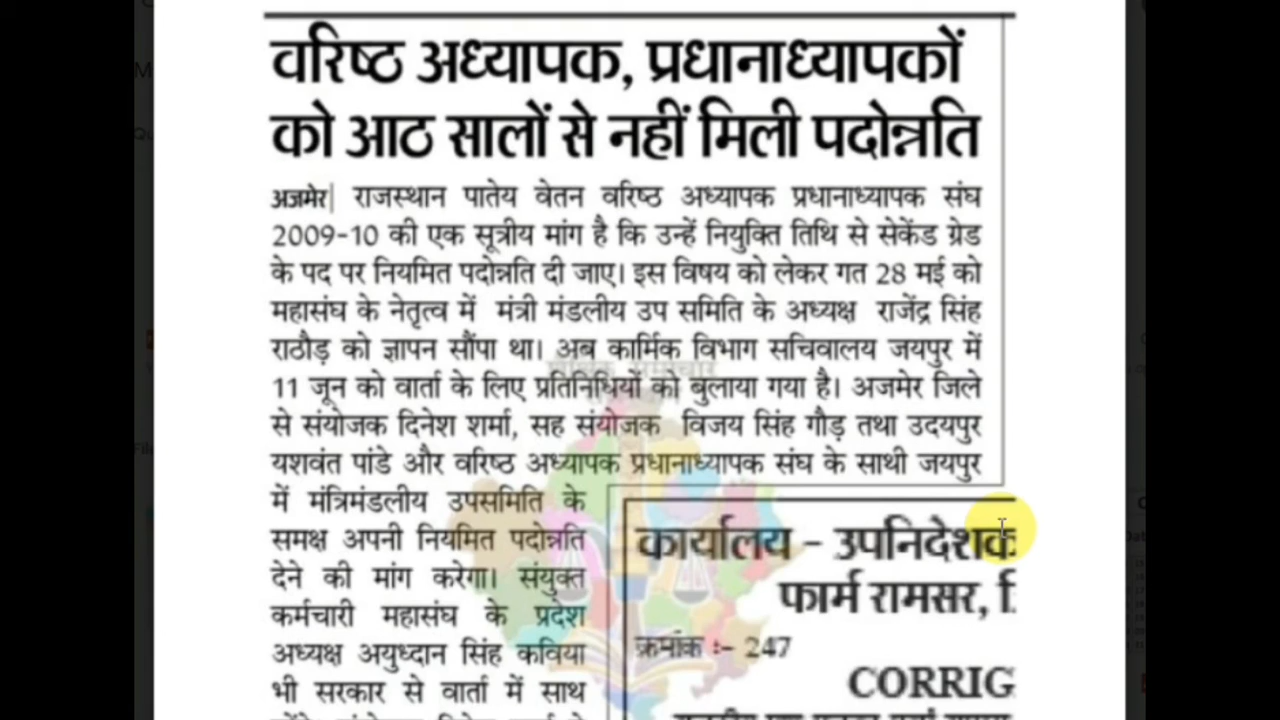 वरिष्ठ अध्यापक, प्रधानाध्यापकों
को आठ सालों से नहीं मिली पदोन्नति
अजमेर| राजस्थान पातेय वेतन वरिष्ठ अध्यापक प्रधानाध्यापक संघ
2009-10 की एक सूत्रीय मांग है कि उन्हें नियुक्ति तिथि से सेकेंड ग्रेड
के पद पर नियमित पदोन्नति दी जाए। इस विषय को लेकर गत 28 मई को
महासंघ के नेतृत्व में मंत्री मंडलीय उप समिति के अध्यक्ष राजेंद्र सिंह
राठौड़ को ज्ञापन सौंपा था। अब कार्मिक विभाग सचिवालय जयपुर में
11 जून को वार्ता के लिए प्रतिनिधियों को बुलाया गया है। अजमेर जिले
से संयोजक दिनेश शर्मा, सह संयोजक विजय सिंह गौड़ तथा उदयपुर
यशवंत पांडे और वरिष्ठ अध्यापक प्रधानाध्यापक संघ के साथी जयपुर
में मंत्रिमंडलीय उपसमिति के
समक्ष अपनी नियमित पदोन्नति
देने की मांग करेगा। संयुक्त
कर्मचारी महासंघ के प्रदेश
अध्यक्ष अयुध्दान सिंह कविया
भी सरकार से वार्ता में साथ
कार्यालय - उपनिदेशक
फार्म रामसर,
क्रमांक :- 247
CORRIG